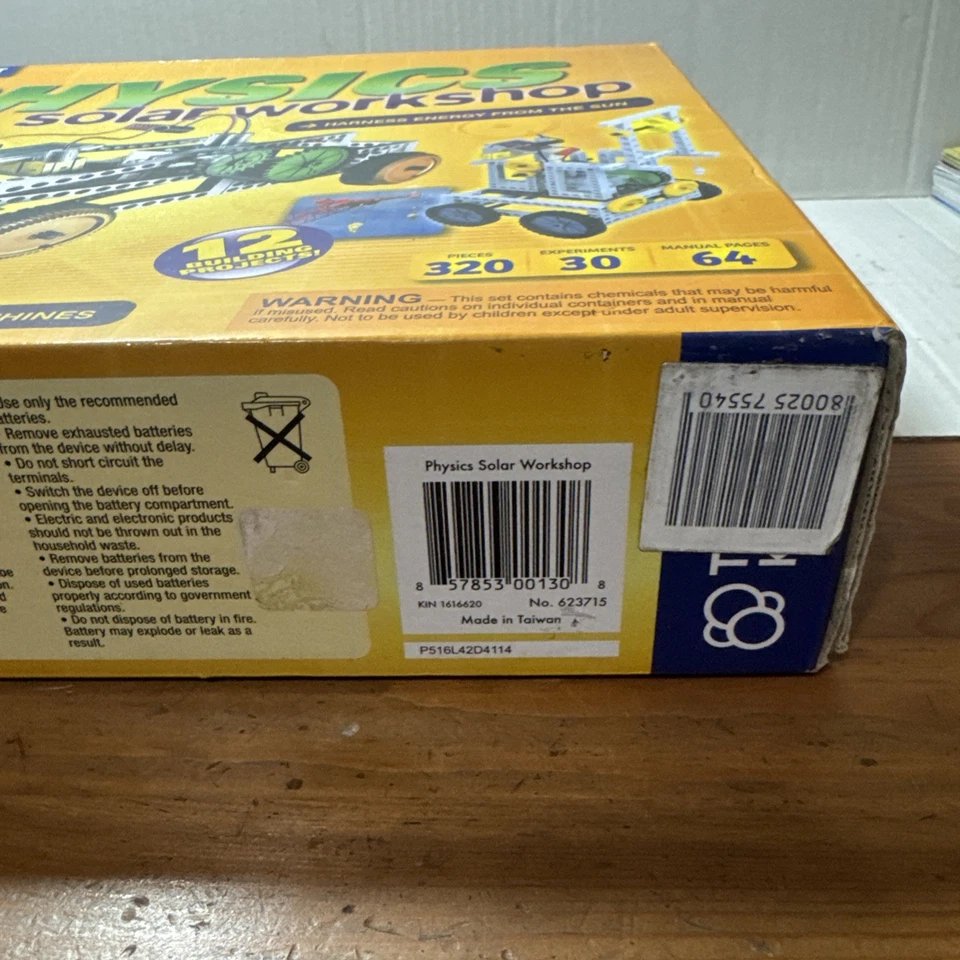 PHYSICS
solar workshop
HARNESS ENERGY FROM THE SUN
12
BUILDING
PROJECTS!
PIECES
320
EXPERIMENTS
30
MANUAL PAGES
64
WARNING — This set contains chemicals that may be harmful
if misused. Read cautions on individual containers and in manual
carefully. Not to be used by children except under adult supervision.
HINES
Use only the recommended
batteries.
Remove exhausted batteries
from the device without delay.
• Do not short circuit the
terminals.
• Switch the device off before
opening the battery compartment.
• Electric and electronic products
should not be thrown out in the
household waste.
• Remove batteries from the
device before prolonged storage.
• Dispose of used batteries
properly according to government
regulations.
• Do not dispose of battery in fire.
Battery may explode or leak as a
result.
Physics Solar Workshop
8 57853 00130 8
KIN 1616620 No. 623715
Made in Taiwan
P516L42D4114
80025 75540
T
K